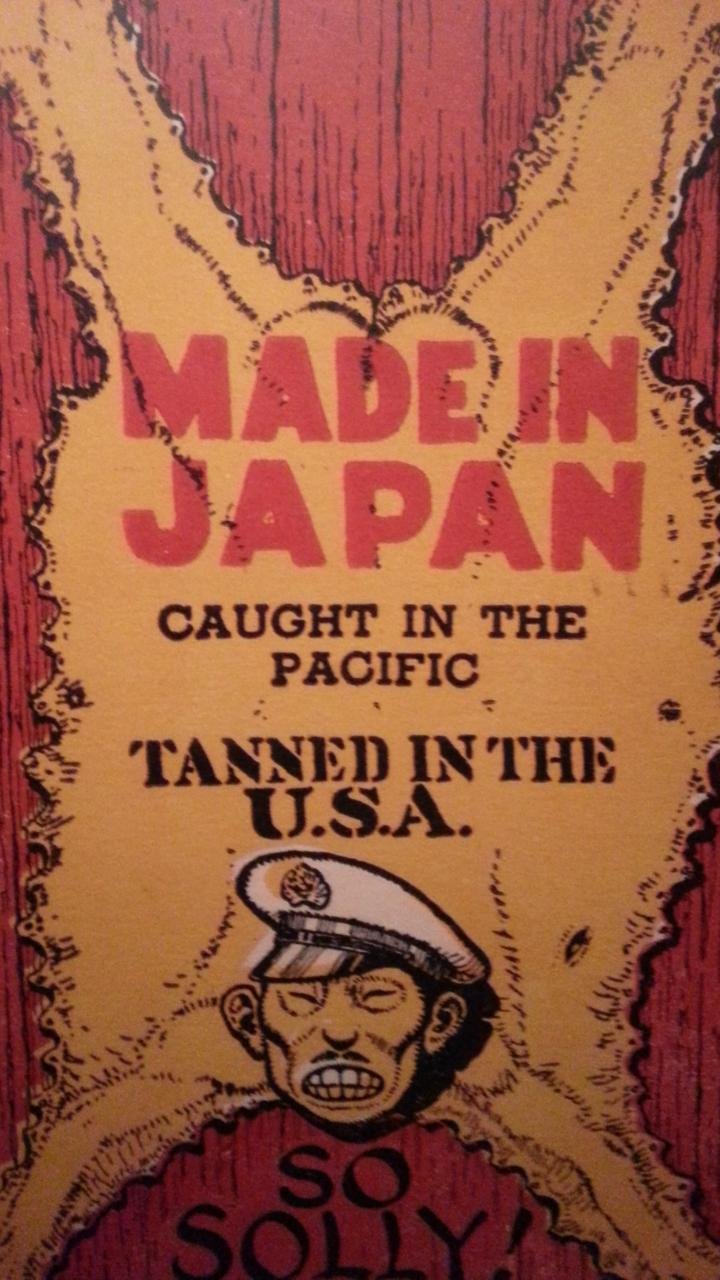 MADE IN
JAPAN
CAUGHT IN THE
PACIFIC
TANNED IN THE
U.S.A.
SO
SOLLY!